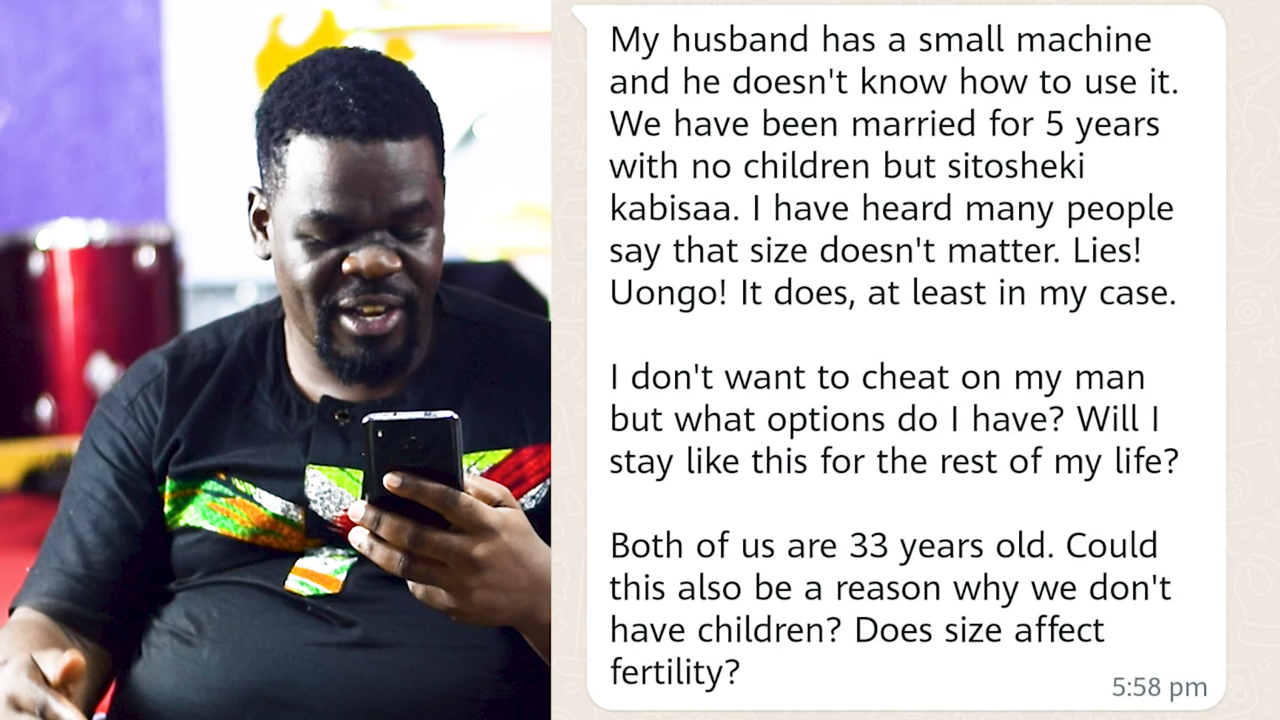 My husband has a small machine
and he doesn't know how to use it.
We have been married for 5 years
with no children but sitosheki
kabisaa. I have heard many people
say that size doesn't matter. Lies!
Uongo! It does, at least in my case.
I don't want to cheat on my man
but what options do I have? Will I
stay like this for the rest of my life?
Both of us are 33 years old. Could
this also be a reason why we don't
have children? Does size affect
fertility?
5:58 pm